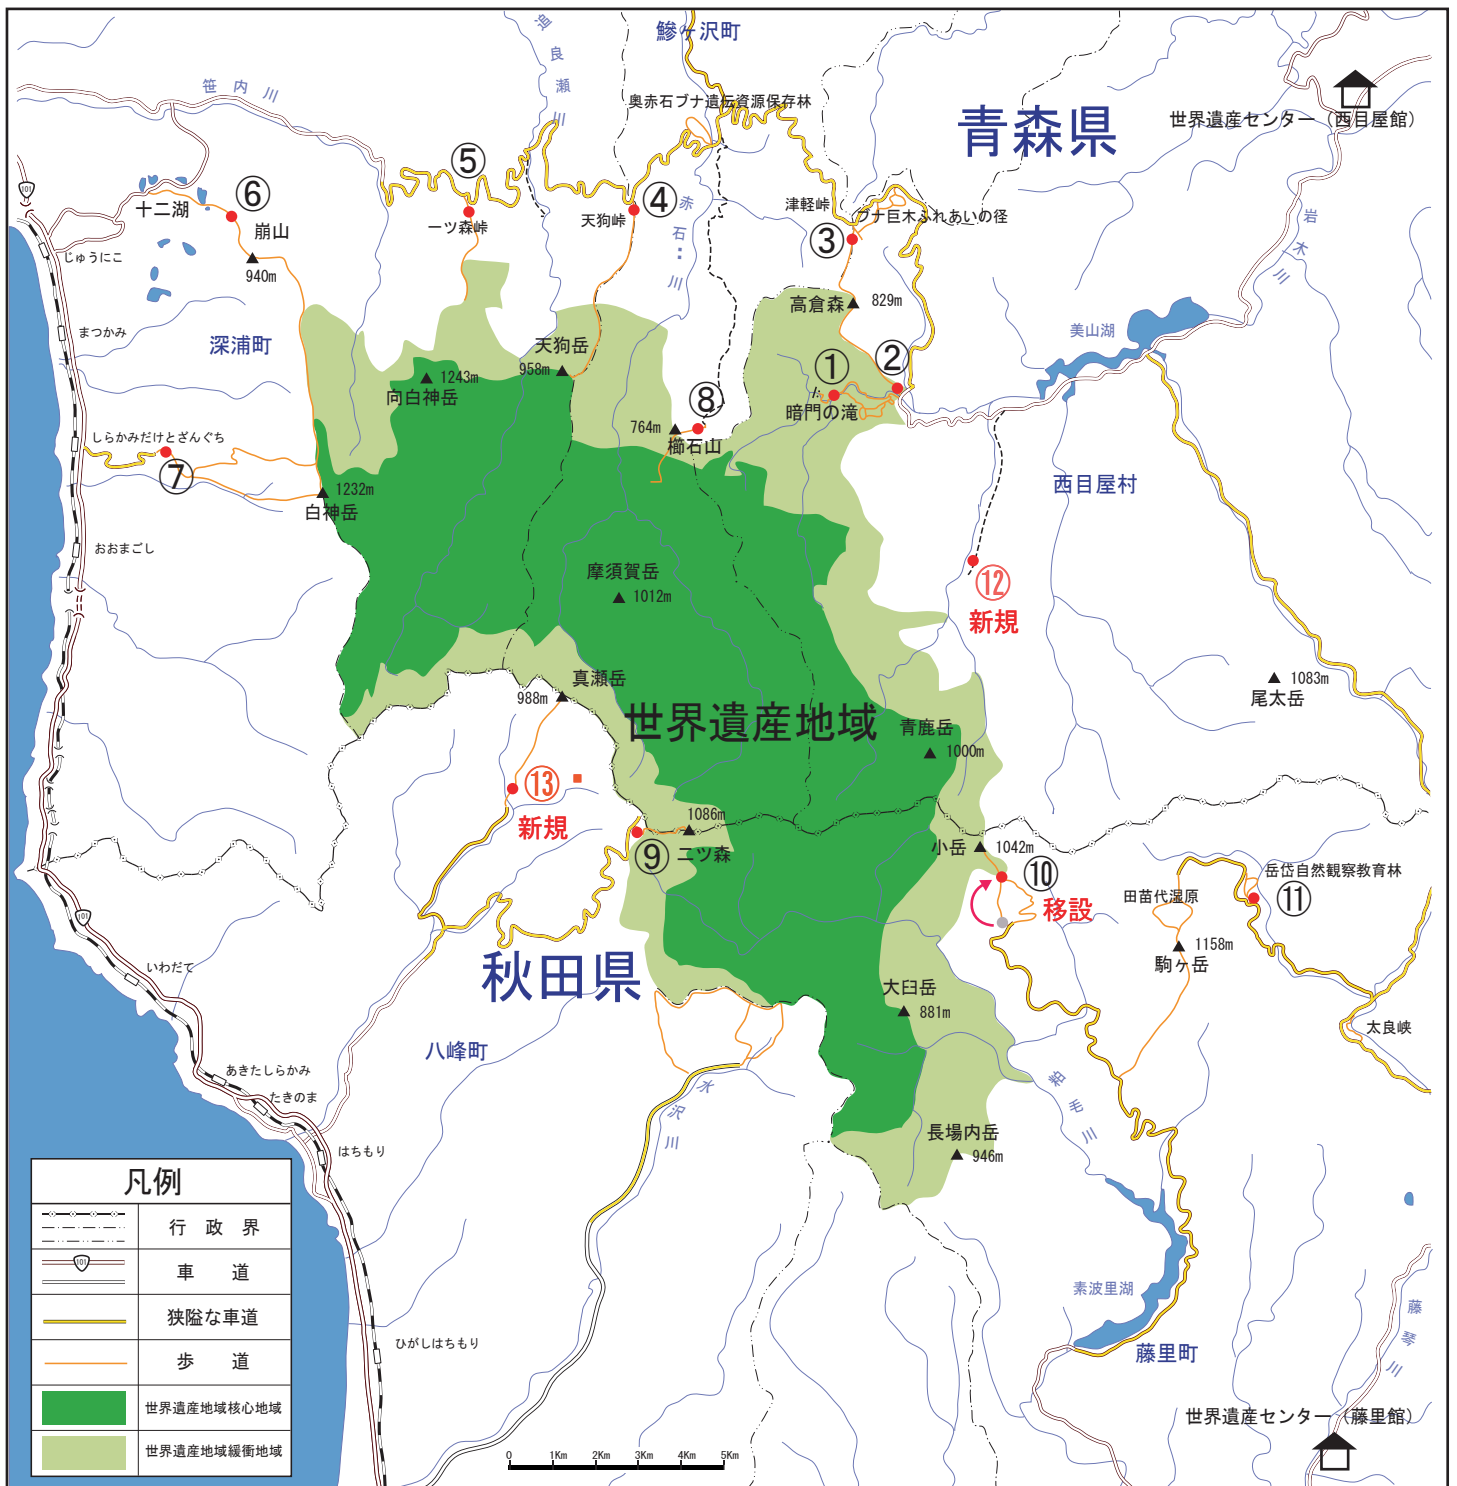 鰺ヶ沢町
追良瀬川
笹内川
奥赤石ブナ遺伝資源保存林
青森県
世界遺産センター（西目屋館）
101
⑤
⑥
④
十二湖
崩山
940m
一ツ森峠
天狗峠
赤石川
津軽峠
③
ブナ巨木ふれあいの径
岩木川
じゅうにこ
まつかみ
深浦町
高倉森
829m
美山湖
天狗岳
958m
1243m
向白神岳
①
②
暗門の滝
⑧
764m
櫛石山
しらかみだけとざんぐち
⑦
1232m
白神岳
西目屋村
おおまごし
摩須賀岳
1012m
⑫
新規
真瀬岳
988m
世界遺産地域
青鹿岳
1000m
1083m
尾太岳
⑬
新規
1086m
二ツ森
⑨
小岳
1042m
⑩
移設
岳岱自然観察教育林
⑪
田苗代湿原
1158m
駒ヶ岳
101
いわだて
秋田県
大臼岳
881m
太良峡
八峰町
あきたしらかみ
たきのま
水沢川
粕毛川
はちもり
長場内岳
946m
素波里湖
藤里町
藤琴川
ひがしはちもり
世界遺産センター（藤里館）
凡例
行政界
101
車道
狭隘な車道
歩道
世界遺産地域核心地域
世界遺産地域緩衝地域
0 1Km 2Km 3Km 4Km 5Km